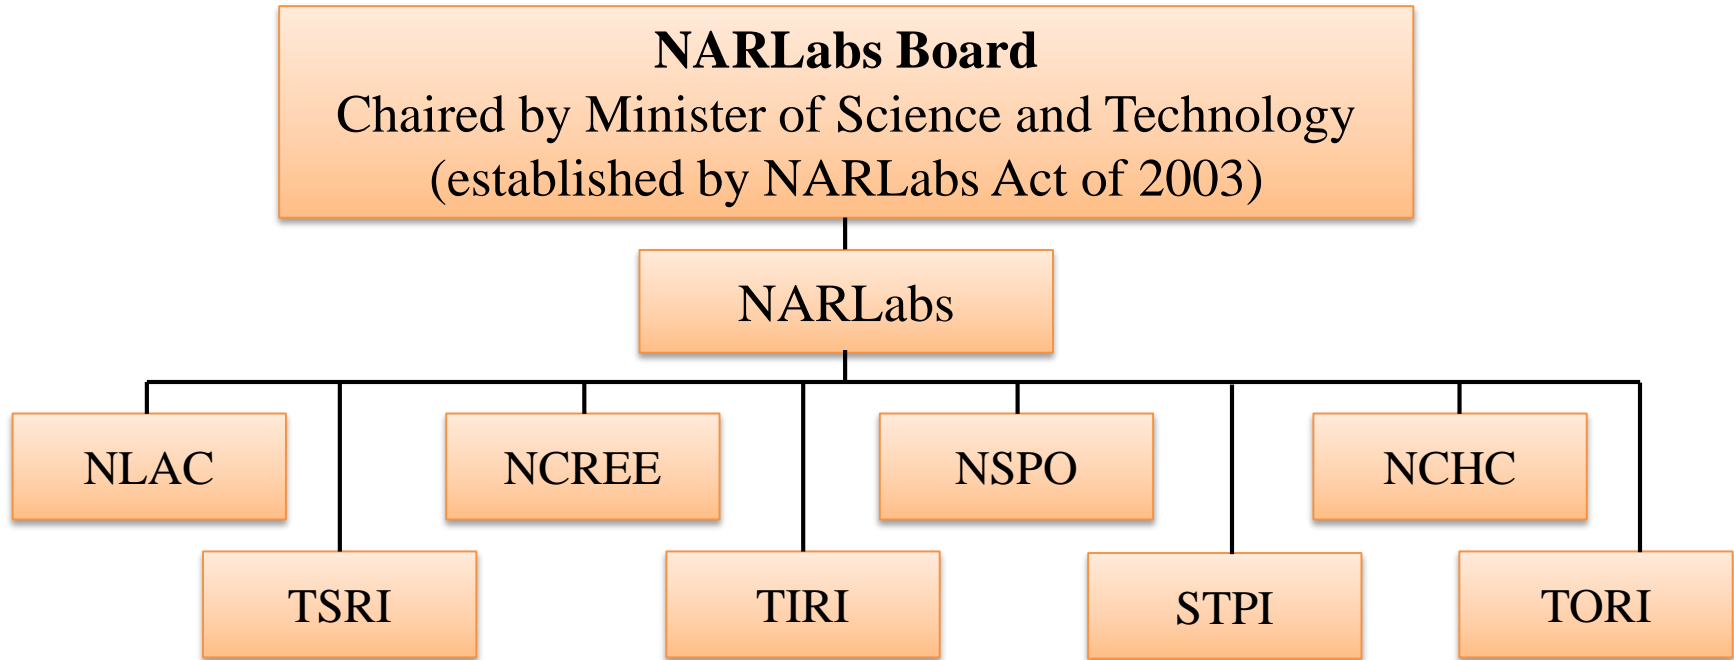 NARLabs Board
Chaired by Minister of Science and Technology
(established by NARLabs Act of 2003)
NARLabs
NLAC
NCREE
NSPO
NCHC
TSRI
TIRI
STPI
TORI